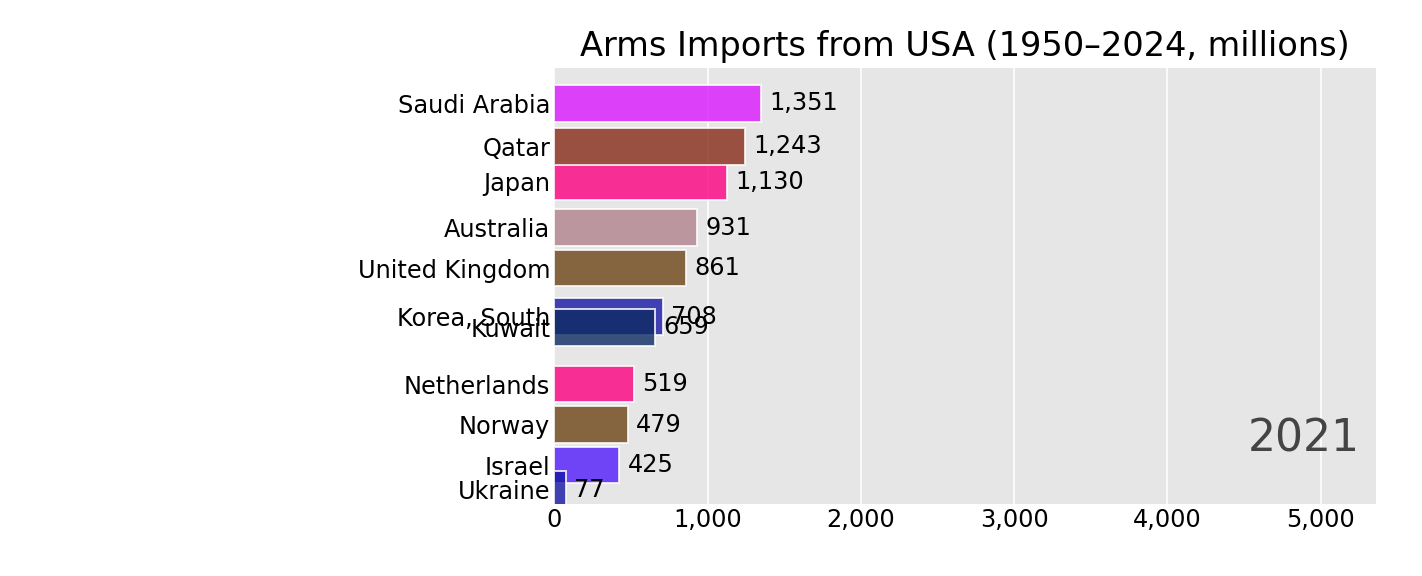 Arms Imports from USA (1950–2024, millions)
Saudi Arabia 1,351
Qatar 1,243
Japan 1,130
Australia 931
United Kingdom 861
Korea, South 708
Kuwait 659
Netherlands 519
Norway 479
2021
Israel 425
Ukraine 77
0 1,000 2,000 3,000 4,000 5,000